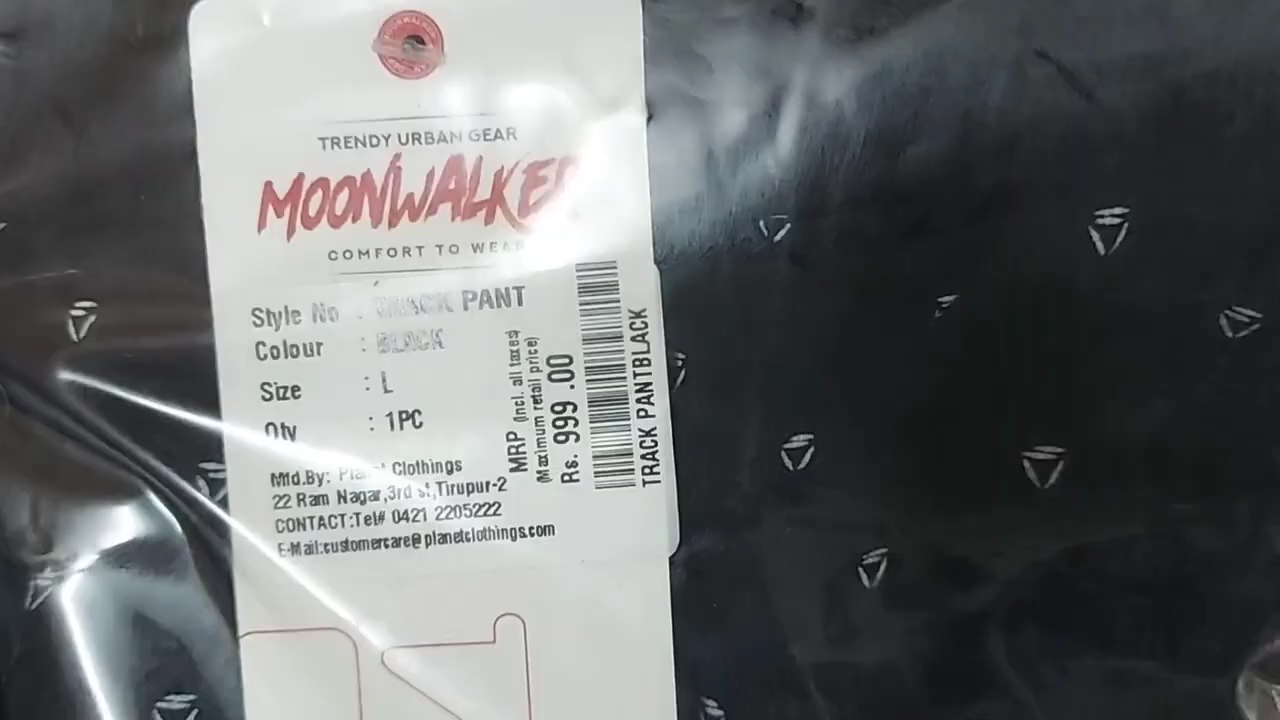 TRENDY URBAN GEAR
MOONWALKER
COMFORT TO WEAR
Style No : TRACK PANT
Colour : BLACK
Size : L
Qty : 1PC
Mfd.By: Planet Clothings
22 Ram Nagar,3rd st,Tirupur-2
CONTACT:Tel# 0421 2205222
E-Mail:customercare@planetclothings.com
MRP (Incl. all taxes)
(Maximum retail price)
Rs. 999.00
TRACK PANTBLACK